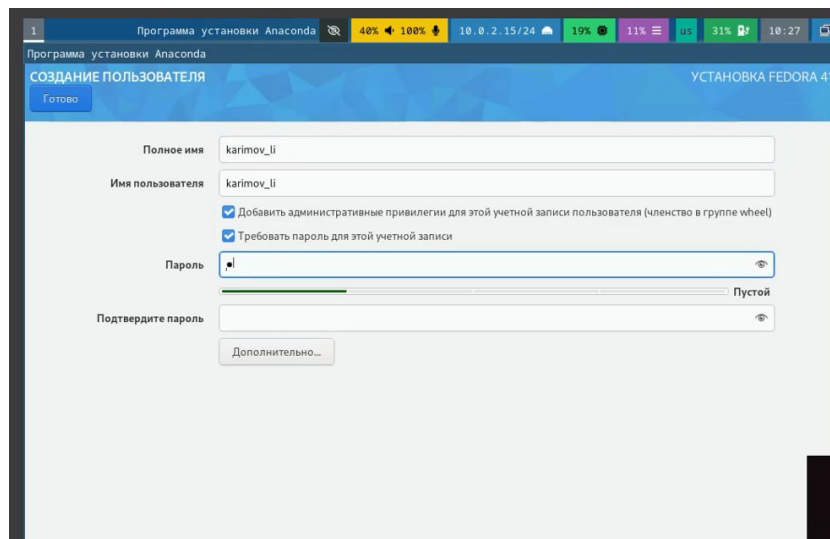 1 Программа установки Anaconda 40% 100% 10.0.2.15/24 19% 11% us 31% 10:27
Программа установки Anaconda
СОЗДАНИЕ ПОЛЬЗОВАТЕЛЯ
УСТАНОВКА FEDORA
Готово
Полное имя karimov_li
Имя пользователя karimov_li
Добавить административные привилегии для этой учетной записи пользователя (членство в группе wheel)
Требовать пароль для этой учетной записи
Пароль
Пустой
Подтвердите пароль
Дополнительно...